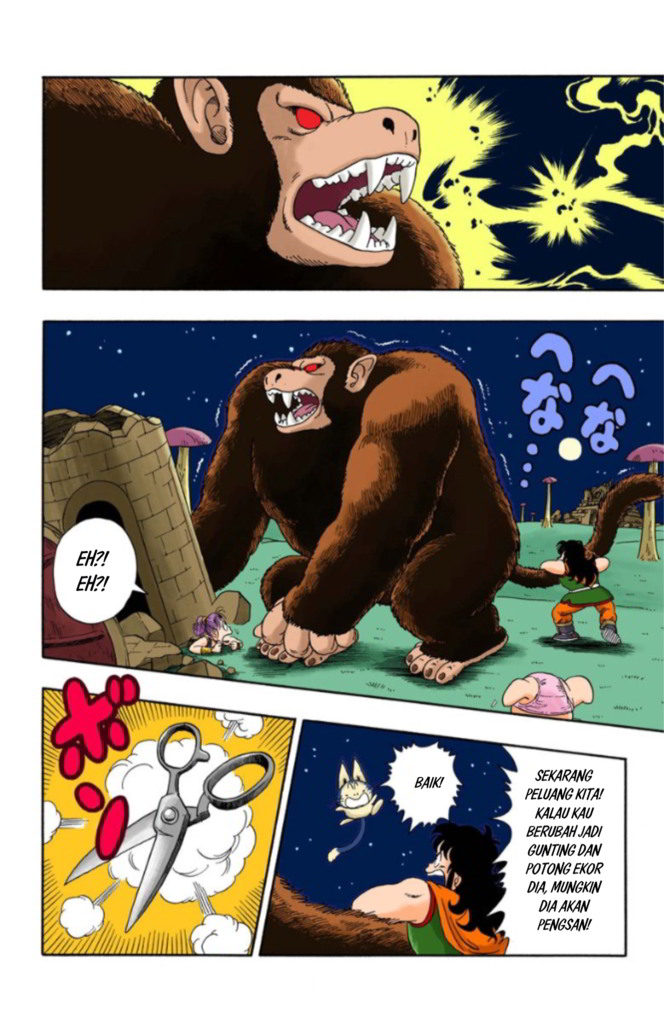 へな
へな…
EH?!
EH?!
SEKARANG
PELUANG KITA!
KALAU KAU
BERUBAH JADI
GUNTING DAN
POTONG EKOR
DIA, MUNGKIN
DIA AKAN
PENGSAN!
BAIK!
ボンッ